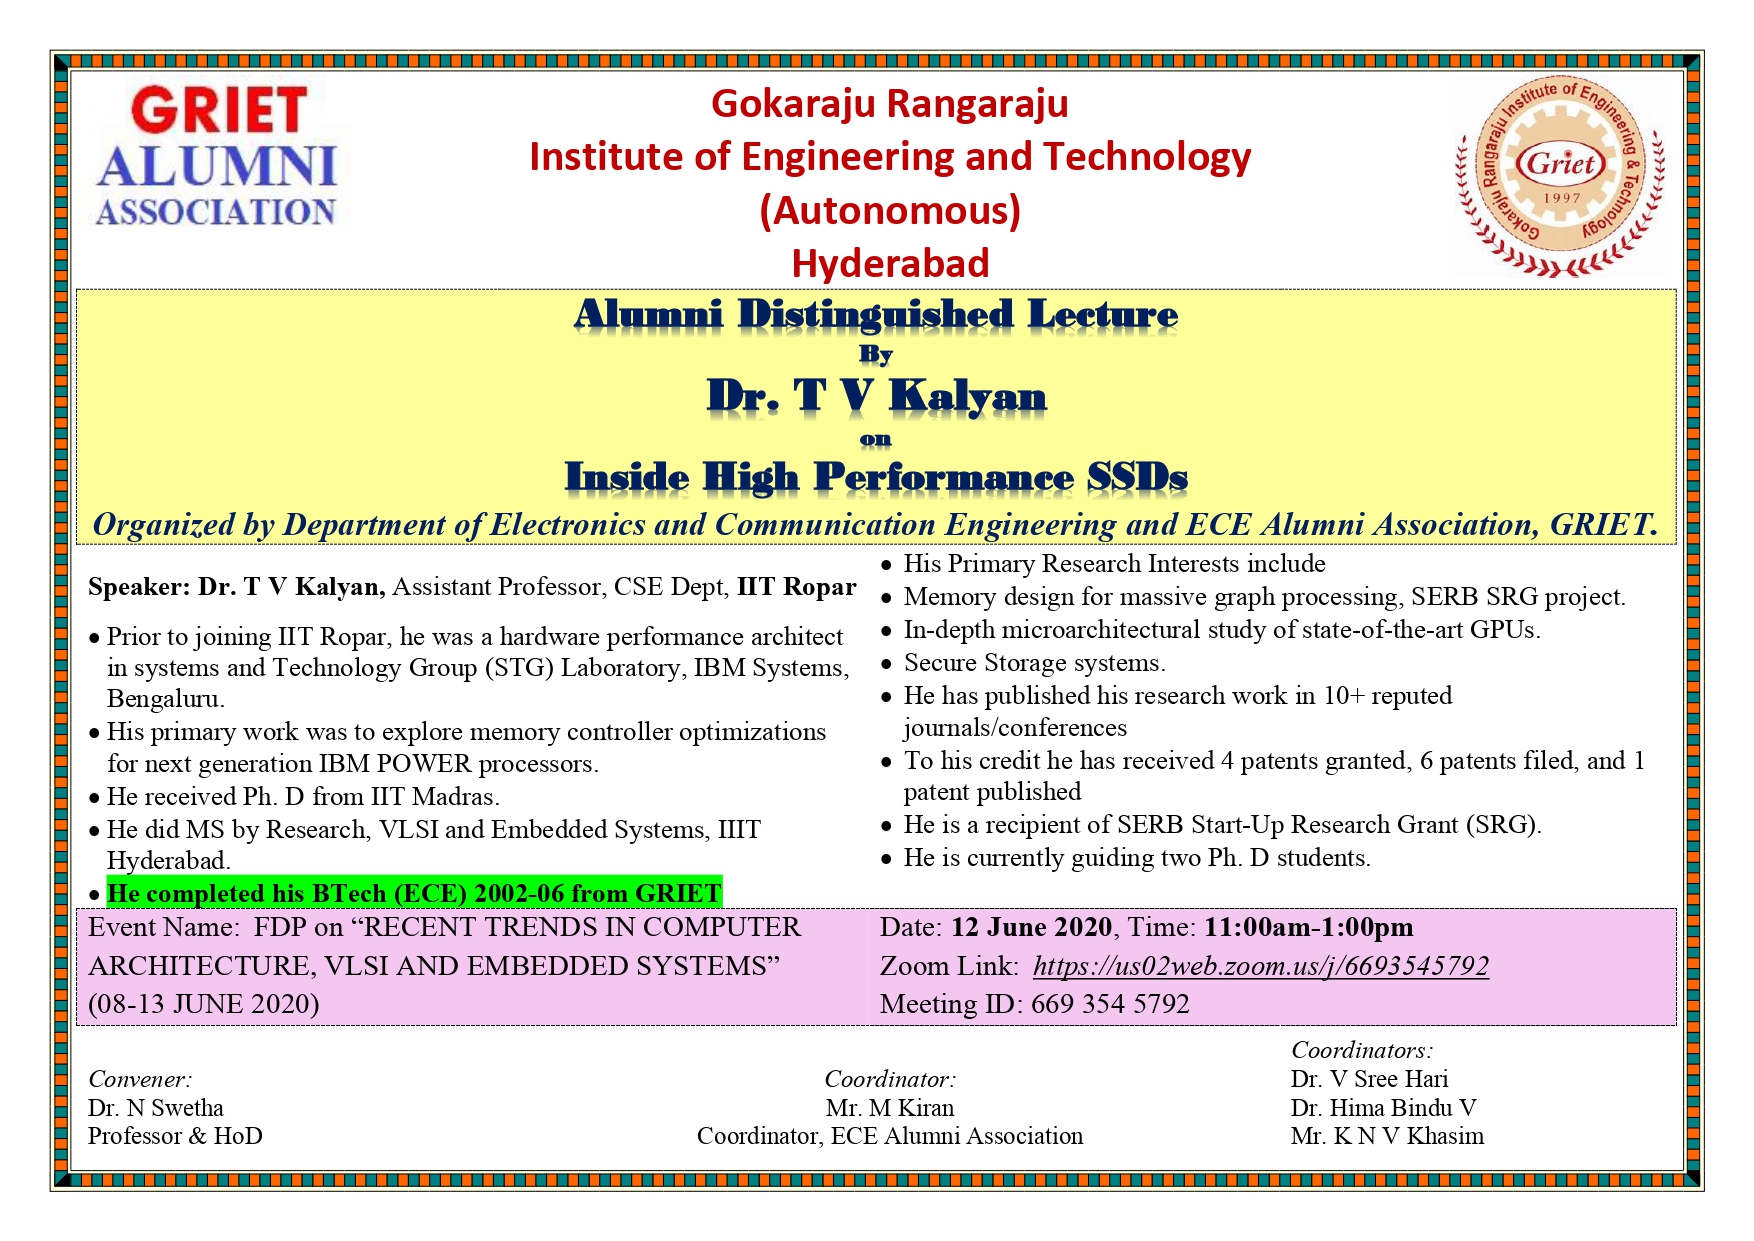 GRIET
ALUMNI
ASSOCIATION
Gokaraju Rangaraju
Institute of Engineering and Technology
(Autonomous)
Hyderabad
Gokaraju Rangaraju Institute of Engineering & Technology
Griet
1997
Alumni Distinguished Lecture
By
Dr. T V Kalyan
on
Inside High Performance SSDs
Organized by Department of Electronics and Communication Engineering and ECE Alumni Association, GRIET.
Speaker: Dr. T V Kalyan, Assistant Professor, CSE Dept, IIT Ropar
• Prior to joining IIT Ropar, he was a hardware performance architect
in systems and Technology Group (STG) Laboratory, IBM Systems,
Bengaluru.
• His primary work was to explore memory controller optimizations
for next generation IBM POWER processors.
• He received Ph. D from IIT Madras.
• He did MS by Research, VLSI and Embedded Systems, IIIT
Hyderabad.
• He completed his BTech (ECE) 2002-06 from GRIET
• His Primary Research Interests include
• Memory design for massive graph processing, SERB SRG project.
• In-depth microarchitectural study of state-of-the-art GPUs.
• Secure Storage systems.
• He has published his research work in 10+ reputed
journals/conferences
• To his credit he has received 4 patents granted, 6 patents filed, and 1
patent published
• He is a recipient of SERB Start-Up Research Grant (SRG).
• He is currently guiding two Ph. D students.
Event Name: FDP on “RECENT TRENDS IN COMPUTER
ARCHITECTURE, VLSI AND EMBEDDED SYSTEMS”
(08-13 JUNE 2020)
Date: 12 June 2020, Time: 11:00am-1:00pm
Zoom Link: https://us02web.zoom.us/j/6693545792
Meeting ID: 669 354 5792
Convener:
Dr. N Swetha
Professor & HoD
Coordinator:
Mr. M Kiran
Coordinator, ECE Alumni Association
Coordinators:
Dr. V Sree Hari
Dr. Hima Bindu V
Mr. K N V Khasim